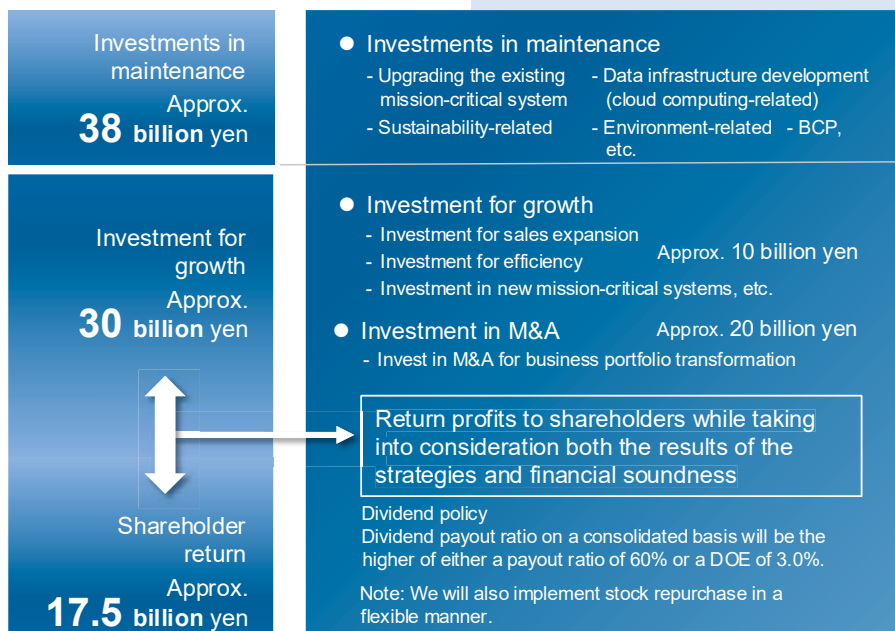 Investments in
maintenance
Approx.
38 billion yen
● Investments in maintenance
- Upgrading the existing
mission-critical system
- Sustainability-related
- Data infrastructure development
(cloud computing-related)
- Environment-related - BCP,
etc.
Investment for
growth
Approx.
30 billion yen
● Investment for growth
- Investment for sales expansion
- Investment for efficiency
- Investment in new mission-critical systems, etc.
Approx. 10 billion yen
● Investment in M&A Approx. 20 billion yen
- Invest in M&A for business portfolio transformation
Return profits to shareholders while taking
into consideration both the results of the
strategies and financial soundness
Shareholder
return
Approx.
17.5 billion yen
Dividend policy
Dividend payout ratio on a consolidated basis will be the
higher of either a payout ratio of 60% or a DOE of 3.0%.
Note: We will also implement stock repurchase in a
flexible manner.